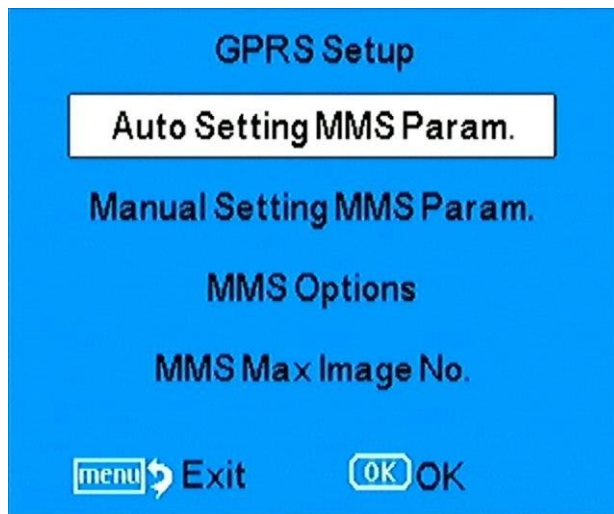 GPRS Setup
Auto Setting MMS Param.
Manual Setting MMS Param.
MMS Options
MMS Max Image No.
menu Exit OK OK